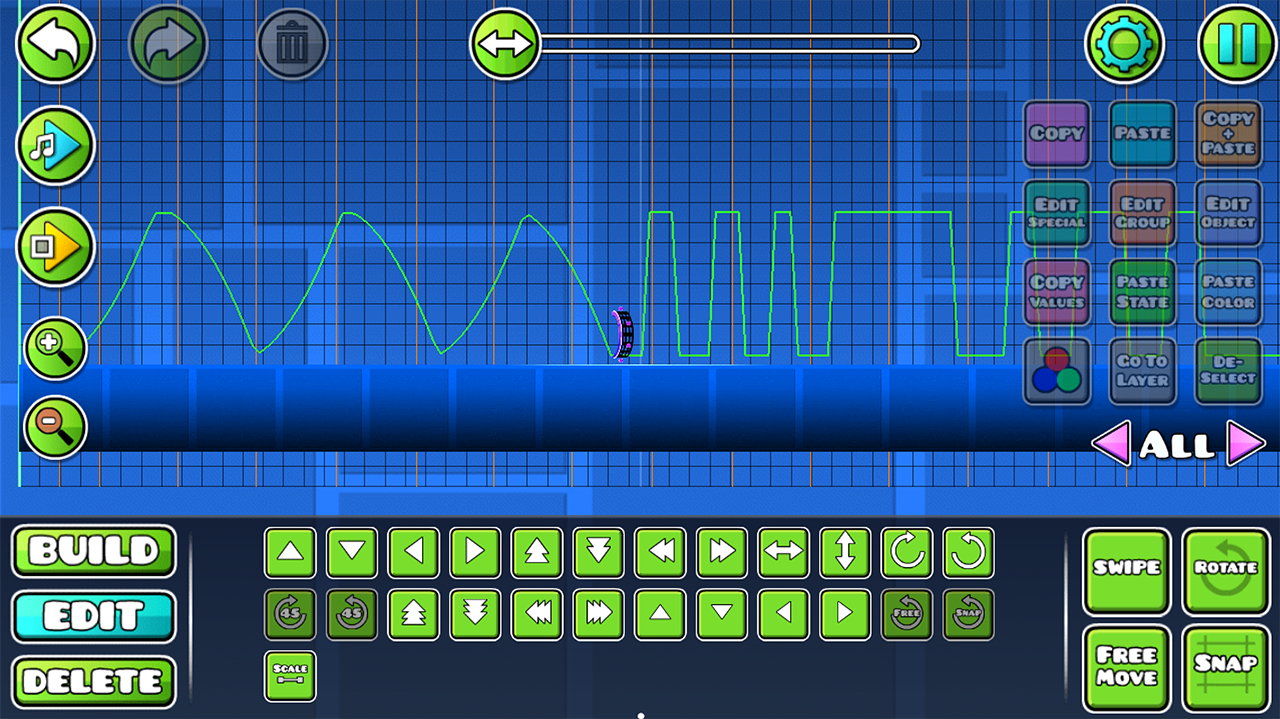 COPY
PASTE
COPY
+
PASTE
EDIT
SPECIAL
EDIT
GROUP
EDIT
OBJECT
COPY
VALUES
PASTE
STATE
PASTE
COLOR
GO TO
LAYER
DE-
SELECT
ALL
BUILD
EDIT
DELETE
45
45
FREE
SNAP
SCALE
SWIPE
ROTATE
FREE
MOVE
SNAP